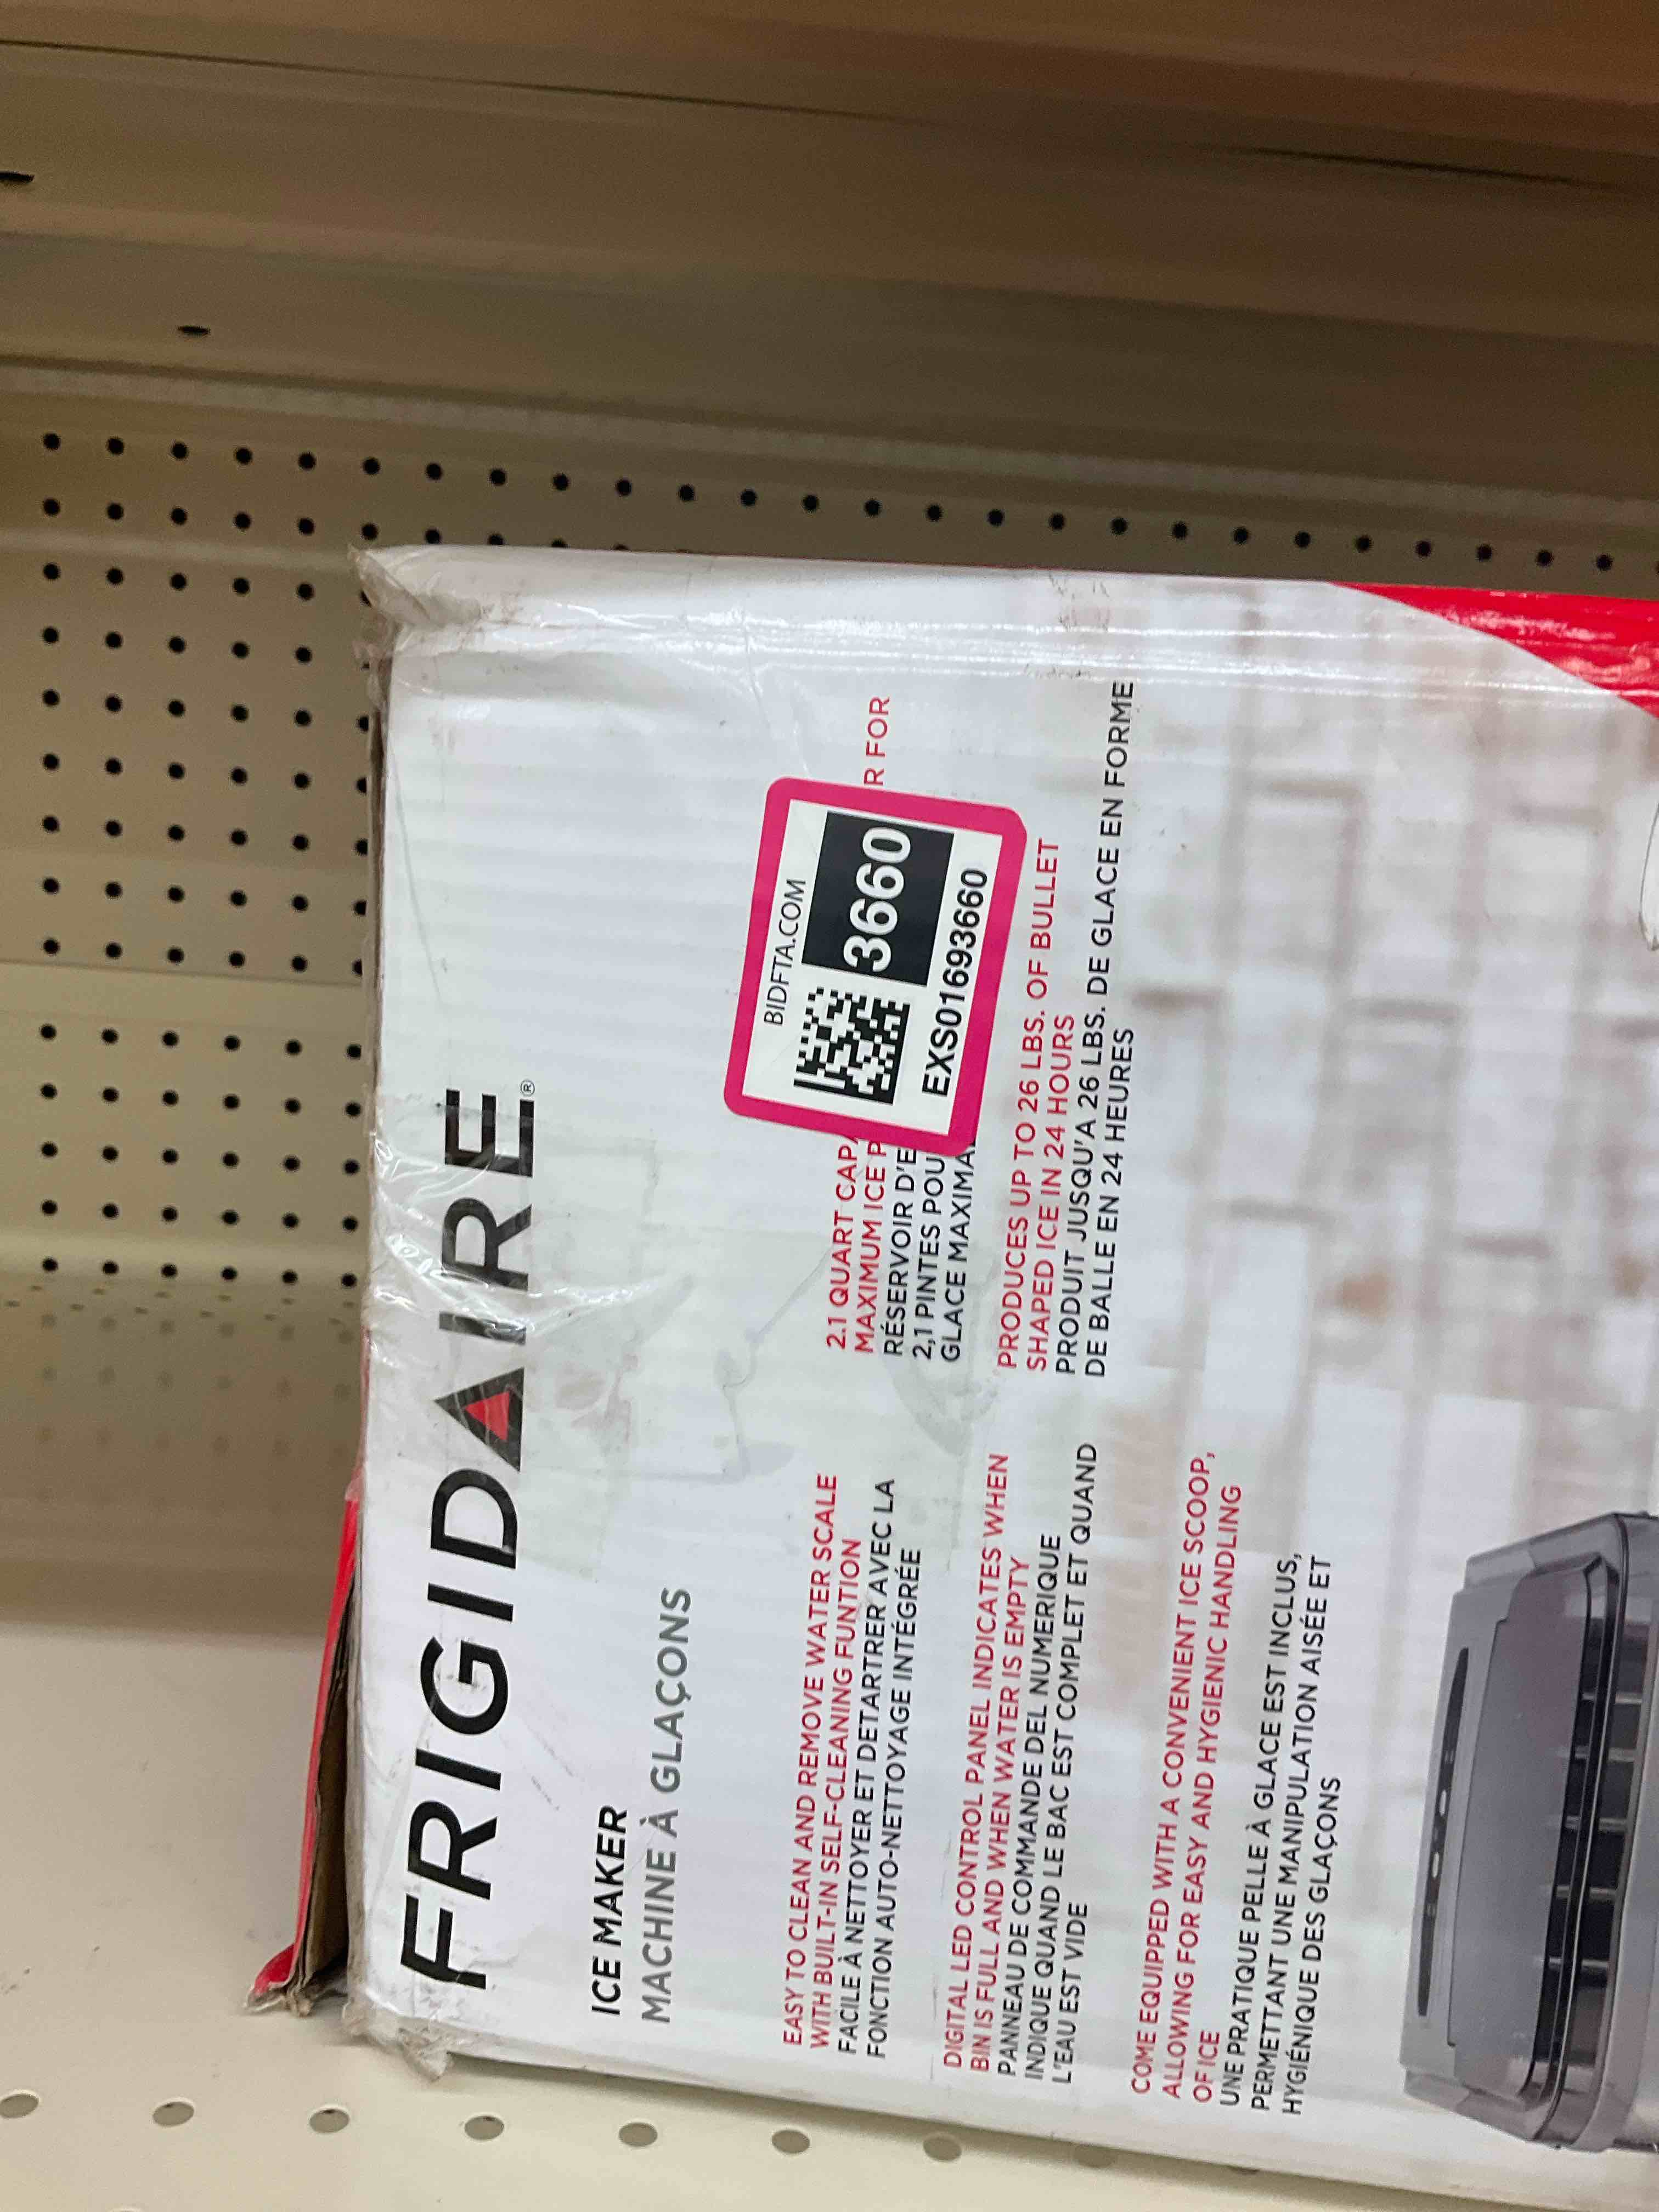 FRIGIDAIRE®
ICE MAKER
MACHINE À GLAÇONS
EASY TO CLEAN AND REMOVE WATER SCALE
WITH BUILT-IN SELF-CLEANING FUNTION
FACILE À NETTOYER ET DETARTRER AVEC LA
FONCTION AUTO-NETTOYAGE INTÉGRÉE
DIGITAL LED CONTROL PANEL INDICATES WHEN
BIN IS FULL AND WHEN WATER IS EMPTY
PANNEAU DE COMMANDE DEL NUMERIQUE
INDIQUE QUAND LE BAC EST COMPLET ET QUAND
L'EAU EST VIDE
COME EQUIPPED WITH A CONVENIENT ICE SCOOP,
ALLOWING FOR EASY AND HYGIENIC HANDLING
OF ICE
UNE PRATIQUE PELLE À GLACE EST INCLUS,
PERMETTANT UNE MANIPULATION AISÉE ET
HYGIÉNIQUE DES GLAÇONS
2.1 QUART CAP
MAXIMUM ICE P R FOR
RÉSERVOIR D'E
2,1 PINTES POU
GLACE MAXIMA
BIDFTA.COM
3660
EXS01693660
PRODUCES UP TO 26 LBS. OF BULLET
SHAPED ICE IN 24 HOURS
PRODUIT JUSQU'A 26 LBS. DE GLACE EN FORME
DE BALLE EN 24 HEURES